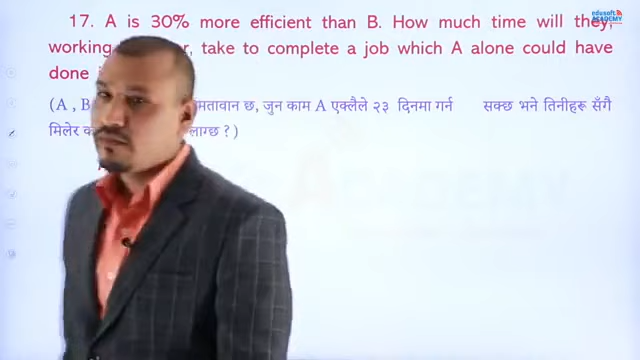 edusoft
ACADEMY
17. A is 30% more efficient than B. How much time will they,
working , take to complete a job which A alone could have
done
(A , B मतावान छ, जुन काम A एक्लैले २३ दिनमा गर्न सक्छ भने तिनीहरू सँगै
मिलेर लाग्छ ? )
ACADEMY